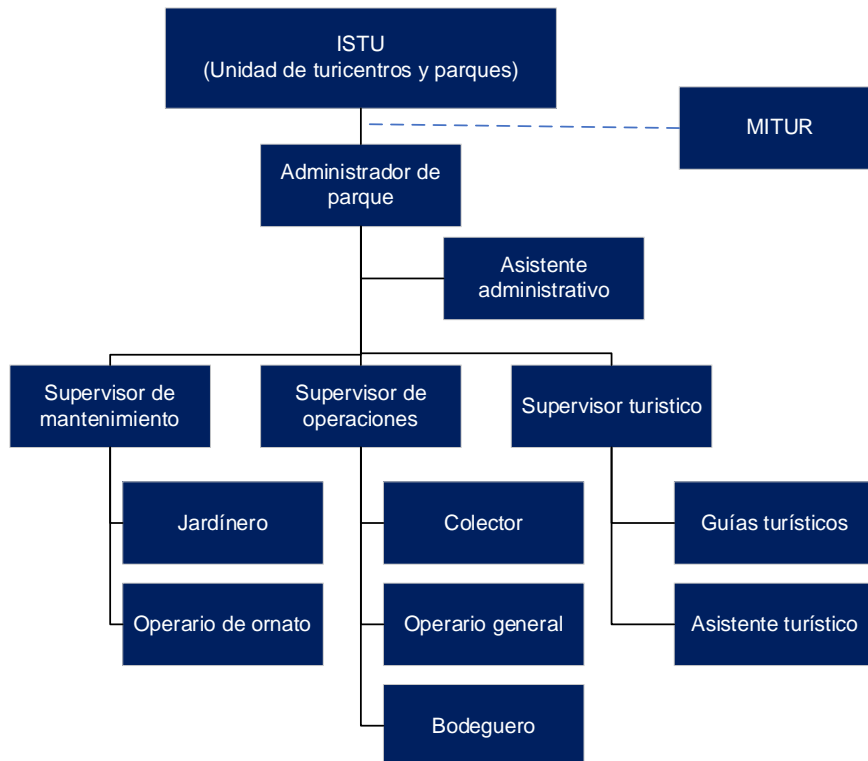 ISTU
(Unidad de turicentros y parques)
MITUR
Administrador de
parque
Asistente
administrativo
Supervisor de
mantenimiento
Supervisor de
operaciones
Supervisor turistico
Jardínero
Colector
Guías turísticos
Operario de ornato
Operario general
Asistente turístico
Bodeguero